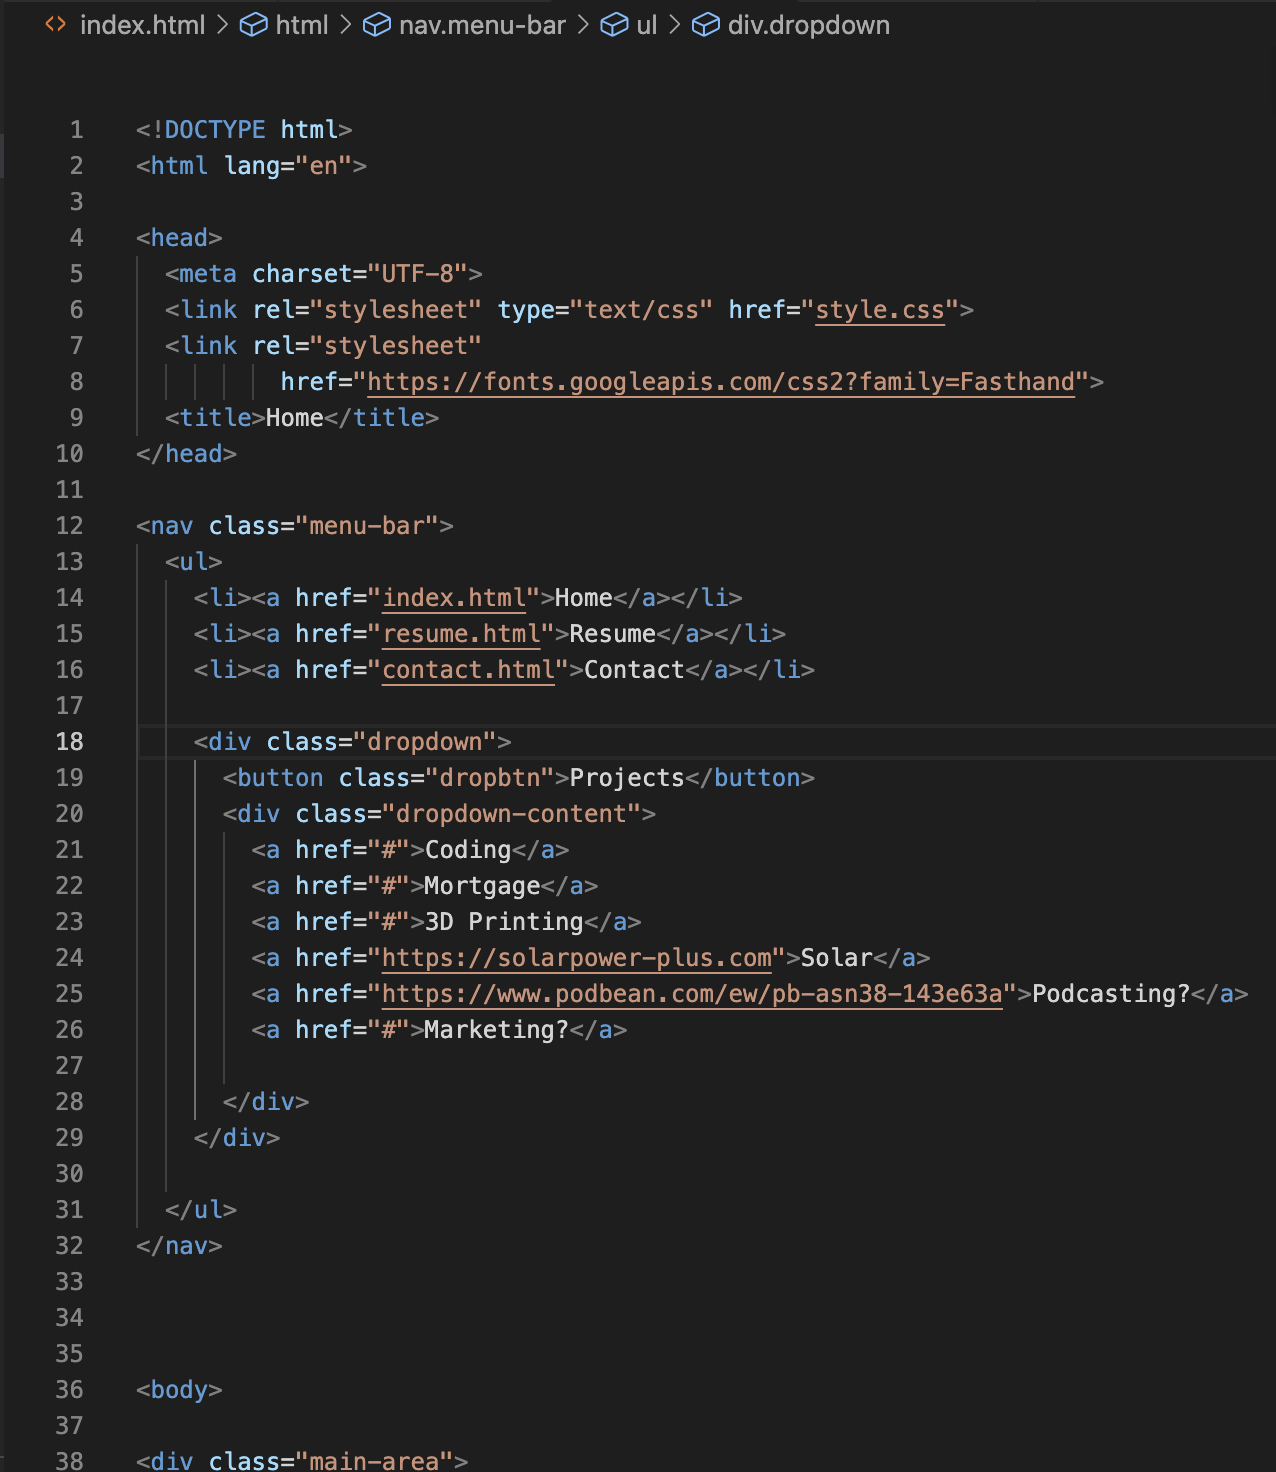 index.html > html > nav.menu-bar > ul > div.dropdown
1 <!DOCTYPE html>
2 <html lang="en">
3
4 <head>
5 <meta charset="UTF-8">
6 <link rel="stylesheet" type="text/css" href="style.css">
7 <link rel="stylesheet"
8 href="https://fonts.googleapis.com/css2?family=Fasthand">
9 <title>Home</title>
10 </head>
11
12 <nav class="menu-bar">
13 <ul>
14 <li><a href="index.html">Home</a></li>
15 <li><a href="resume.html">Resume</a></li>
16 <li><a href="contact.html">Contact</a></li>
17
18 <div class="dropdown">
19 <button class="dropbtn">Projects</button>
20 <div class="dropdown-content">
21 <a href="#">Coding</a>
22 <a href="#">Mortgage</a>
23 <a href="#">3D Printing</a>
24 <a href="https://solarpower-plus.com">Solar</a>
25 <a href="https://www.podbean.com/ew/pb-asn38-143e63a">Podcasting?</a>
26 <a href="#">Marketing?</a>
27
28 </div>
29 </div>
30
31 </ul>
32 </nav>
33
34
35
36 <body>
37
38 <div class="main-area">